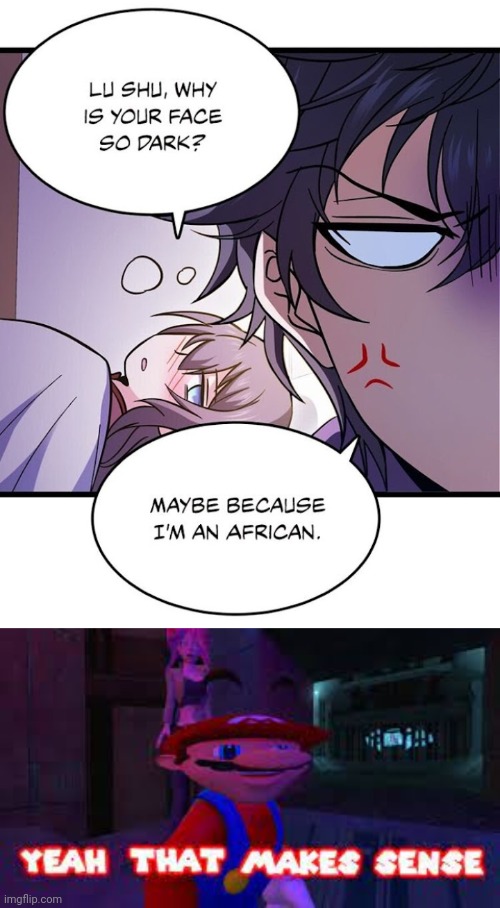 LU SHU, WHY
IS YOUR FACE
SO DARK?
MAYBE BECAUSE
I'M AN AFRICAN.
YEAH THAT MAKES SENSE
imgflip.com